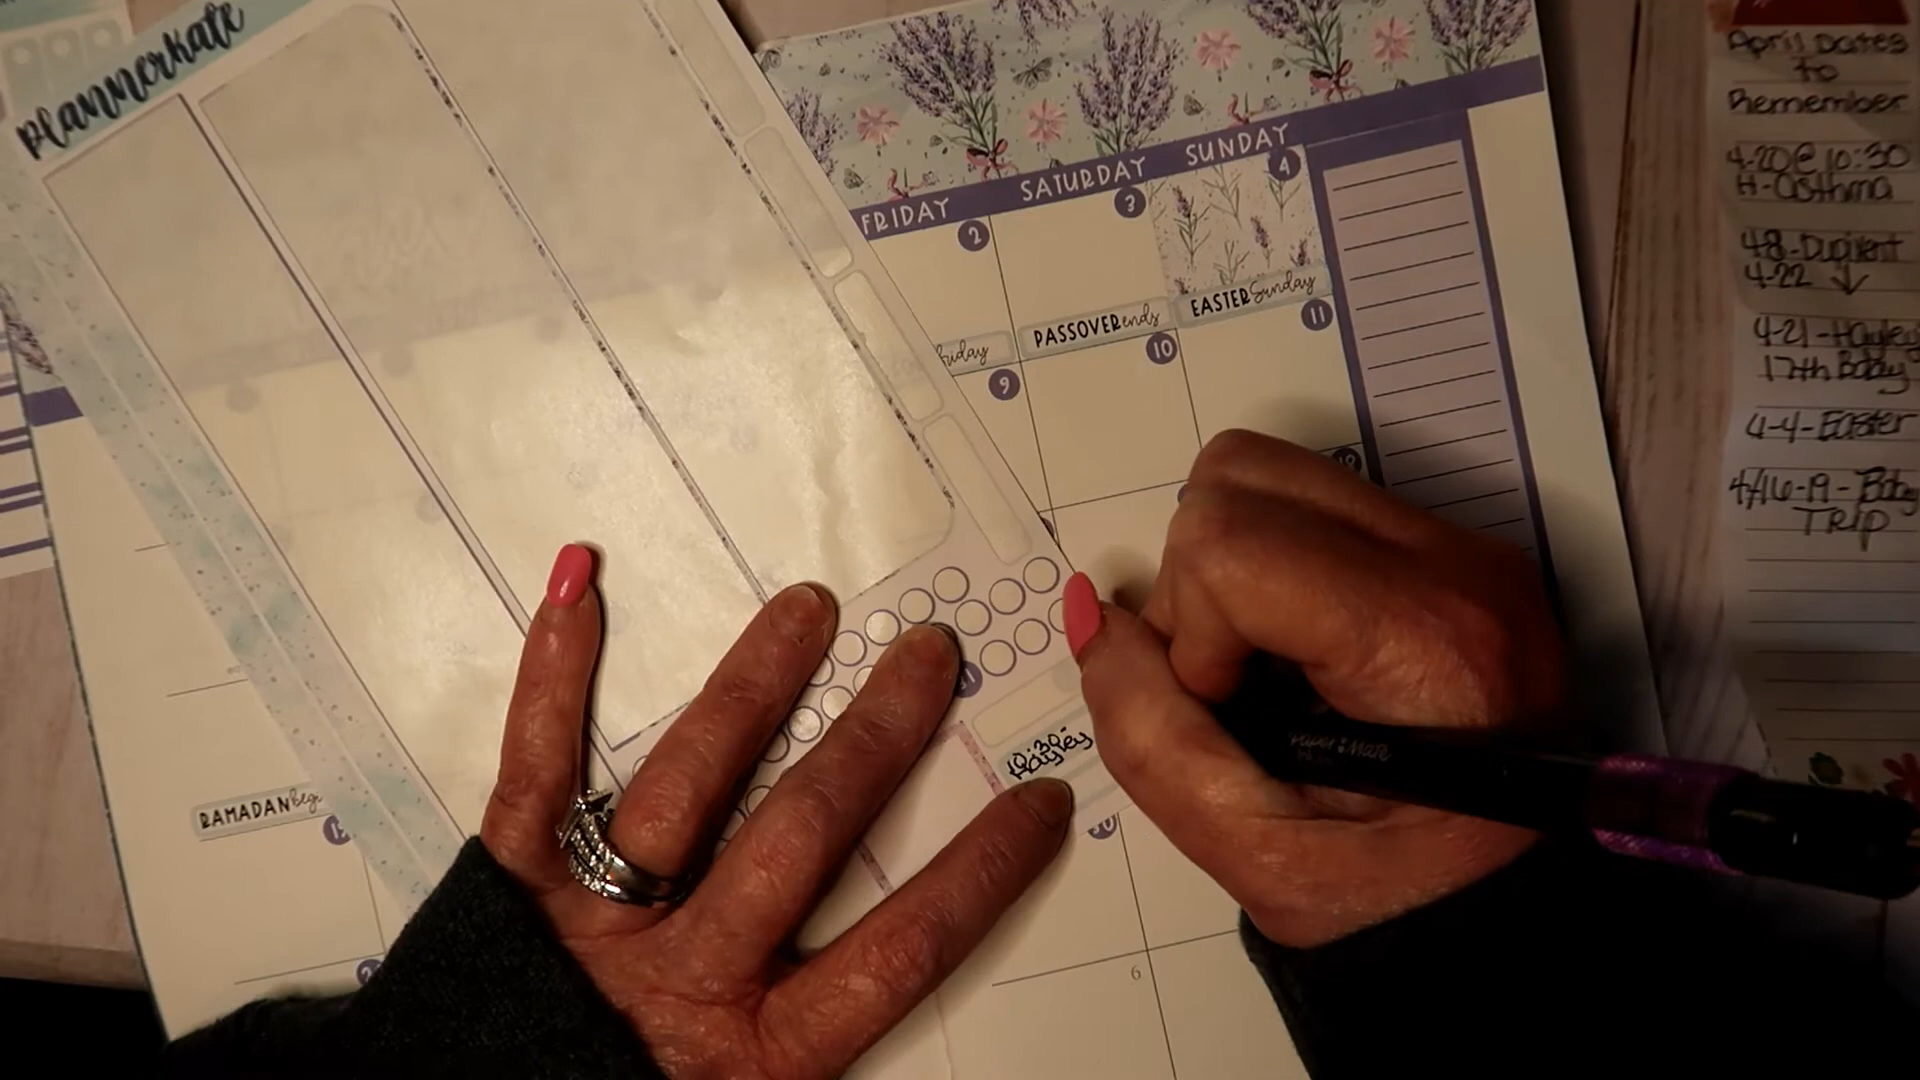 PlannerKate
FRIDAY
SATURDAY
SUNDAY
2
3
4
PASSOVER ends
EASTER Sunday
9
10
11
RAMADAN
10:30
Hayley
30
6
Paper Mate
April Dates
to
Remember
4-20@10:30
H-Asthma
4-8-Dupixent
4-22 ↓
4-21-Hayley
17th Bday
4-4-Easter
4/16-19-Bday
TRIP